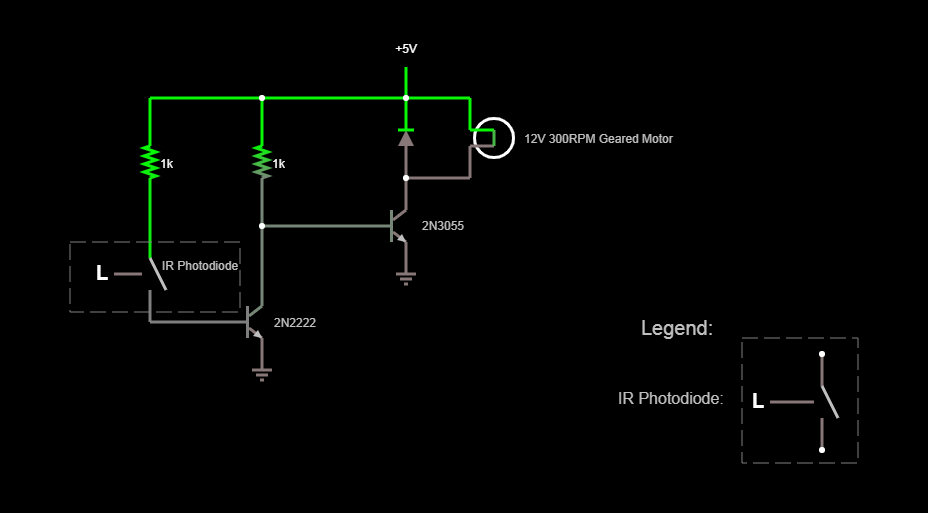 +5V
12V 300RPM Geared Motor
1k
1k
2N3055
L
IR Photodiode
2N2222
Legend:
IR Photodiode:
L